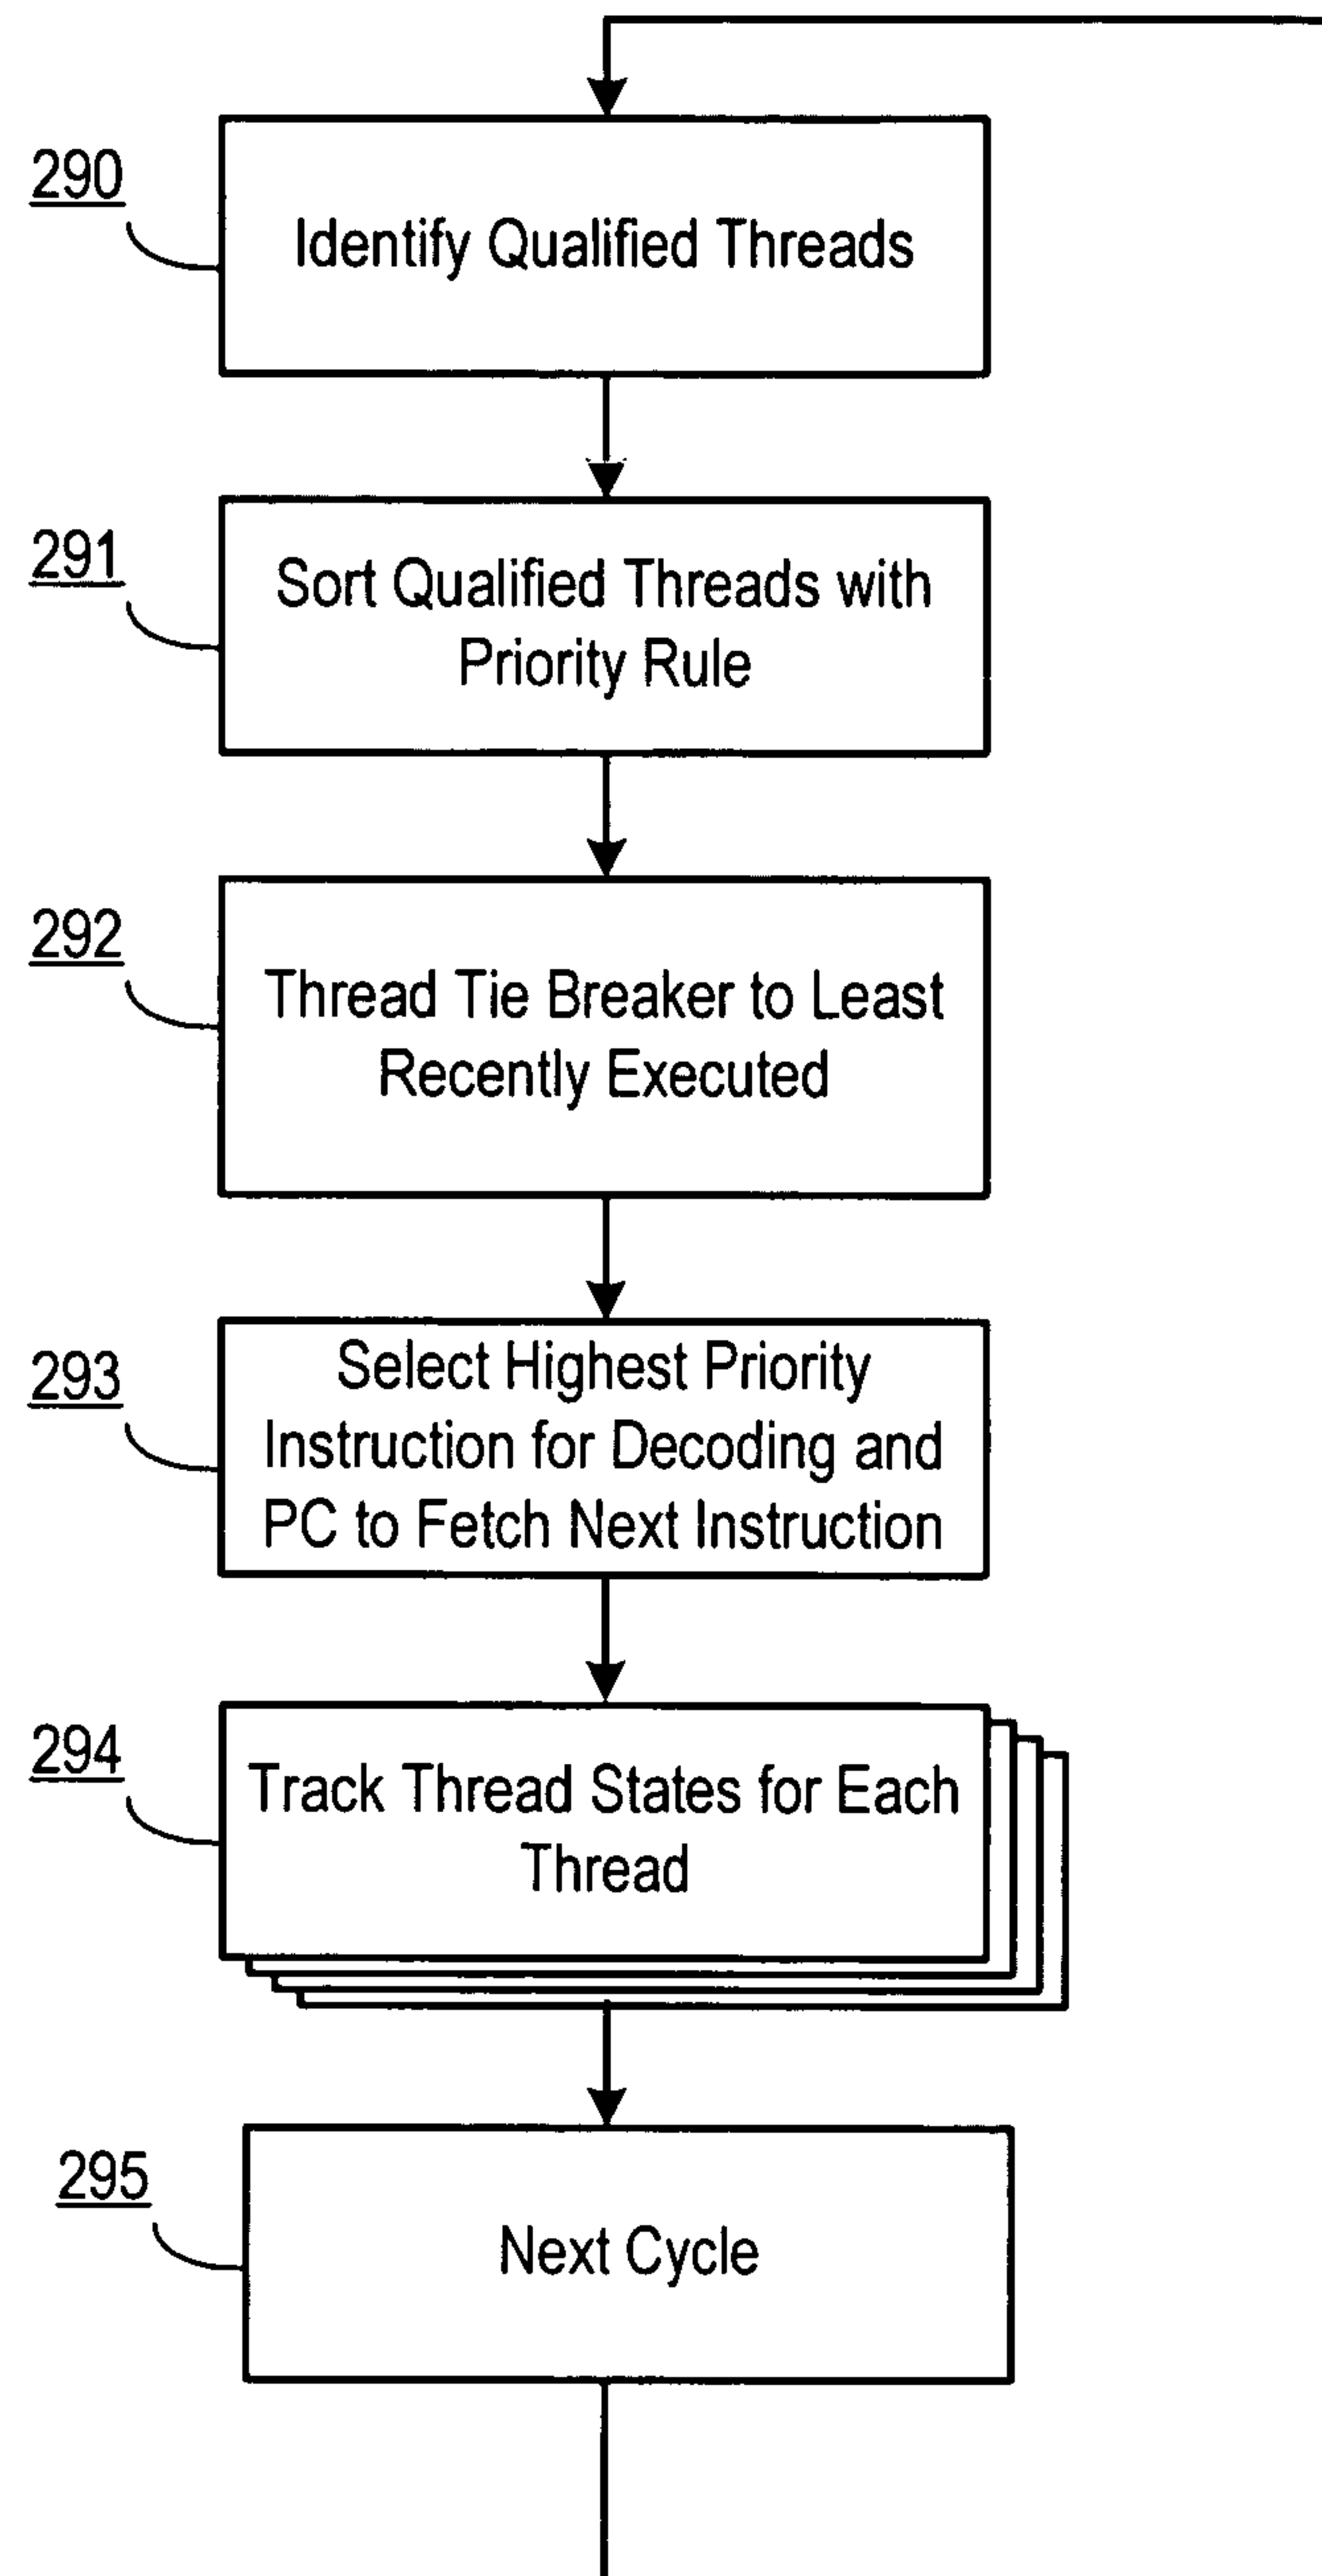 290
Identify Qualified Threads
291
Sort Qualified Threads with
Priority Rule
292
Thread Tie Breaker to Least
Recently Executed
293
Select Highest Priority
Instruction for Decoding and
PC to Fetch Next Instruction
294
Track Thread States for Each
Thread
295
Next Cycle